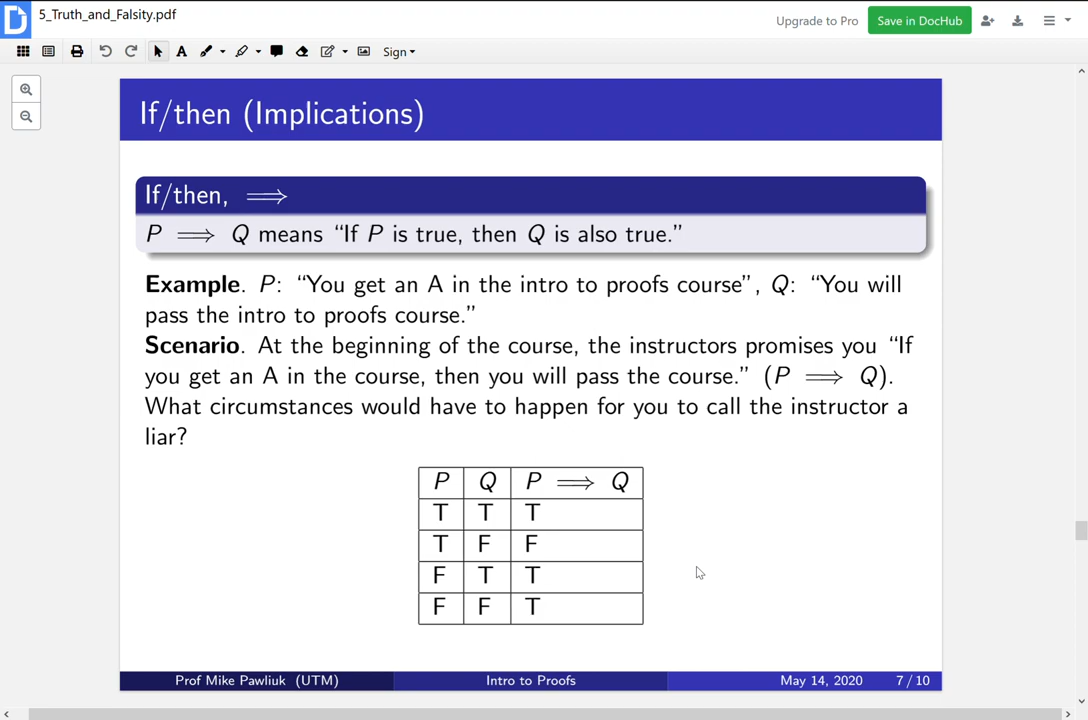 5_Truth_and_Falsity.pdf
Upgrade to Pro
Save in DocHub
A
Sign
If/then (Implications)
If/then, ⟹
P ⟹ Q means “If P is true, then Q is also true.”
Example. P: “You get an A in the intro to proofs course”, Q: “You will
pass the intro to proofs course.”
Scenario. At the beginning of the course, the instructors promises you “If
you get an A in the course, then you will pass the course.” (P ⟹ Q).
What circumstances would have to happen for you to call the instructor a
liar?
P Q P ⟹ Q
T T T
T F F
F T T
F F T
Prof Mike Pawliuk (UTM) Intro to Proofs May 14, 2020 7 / 10